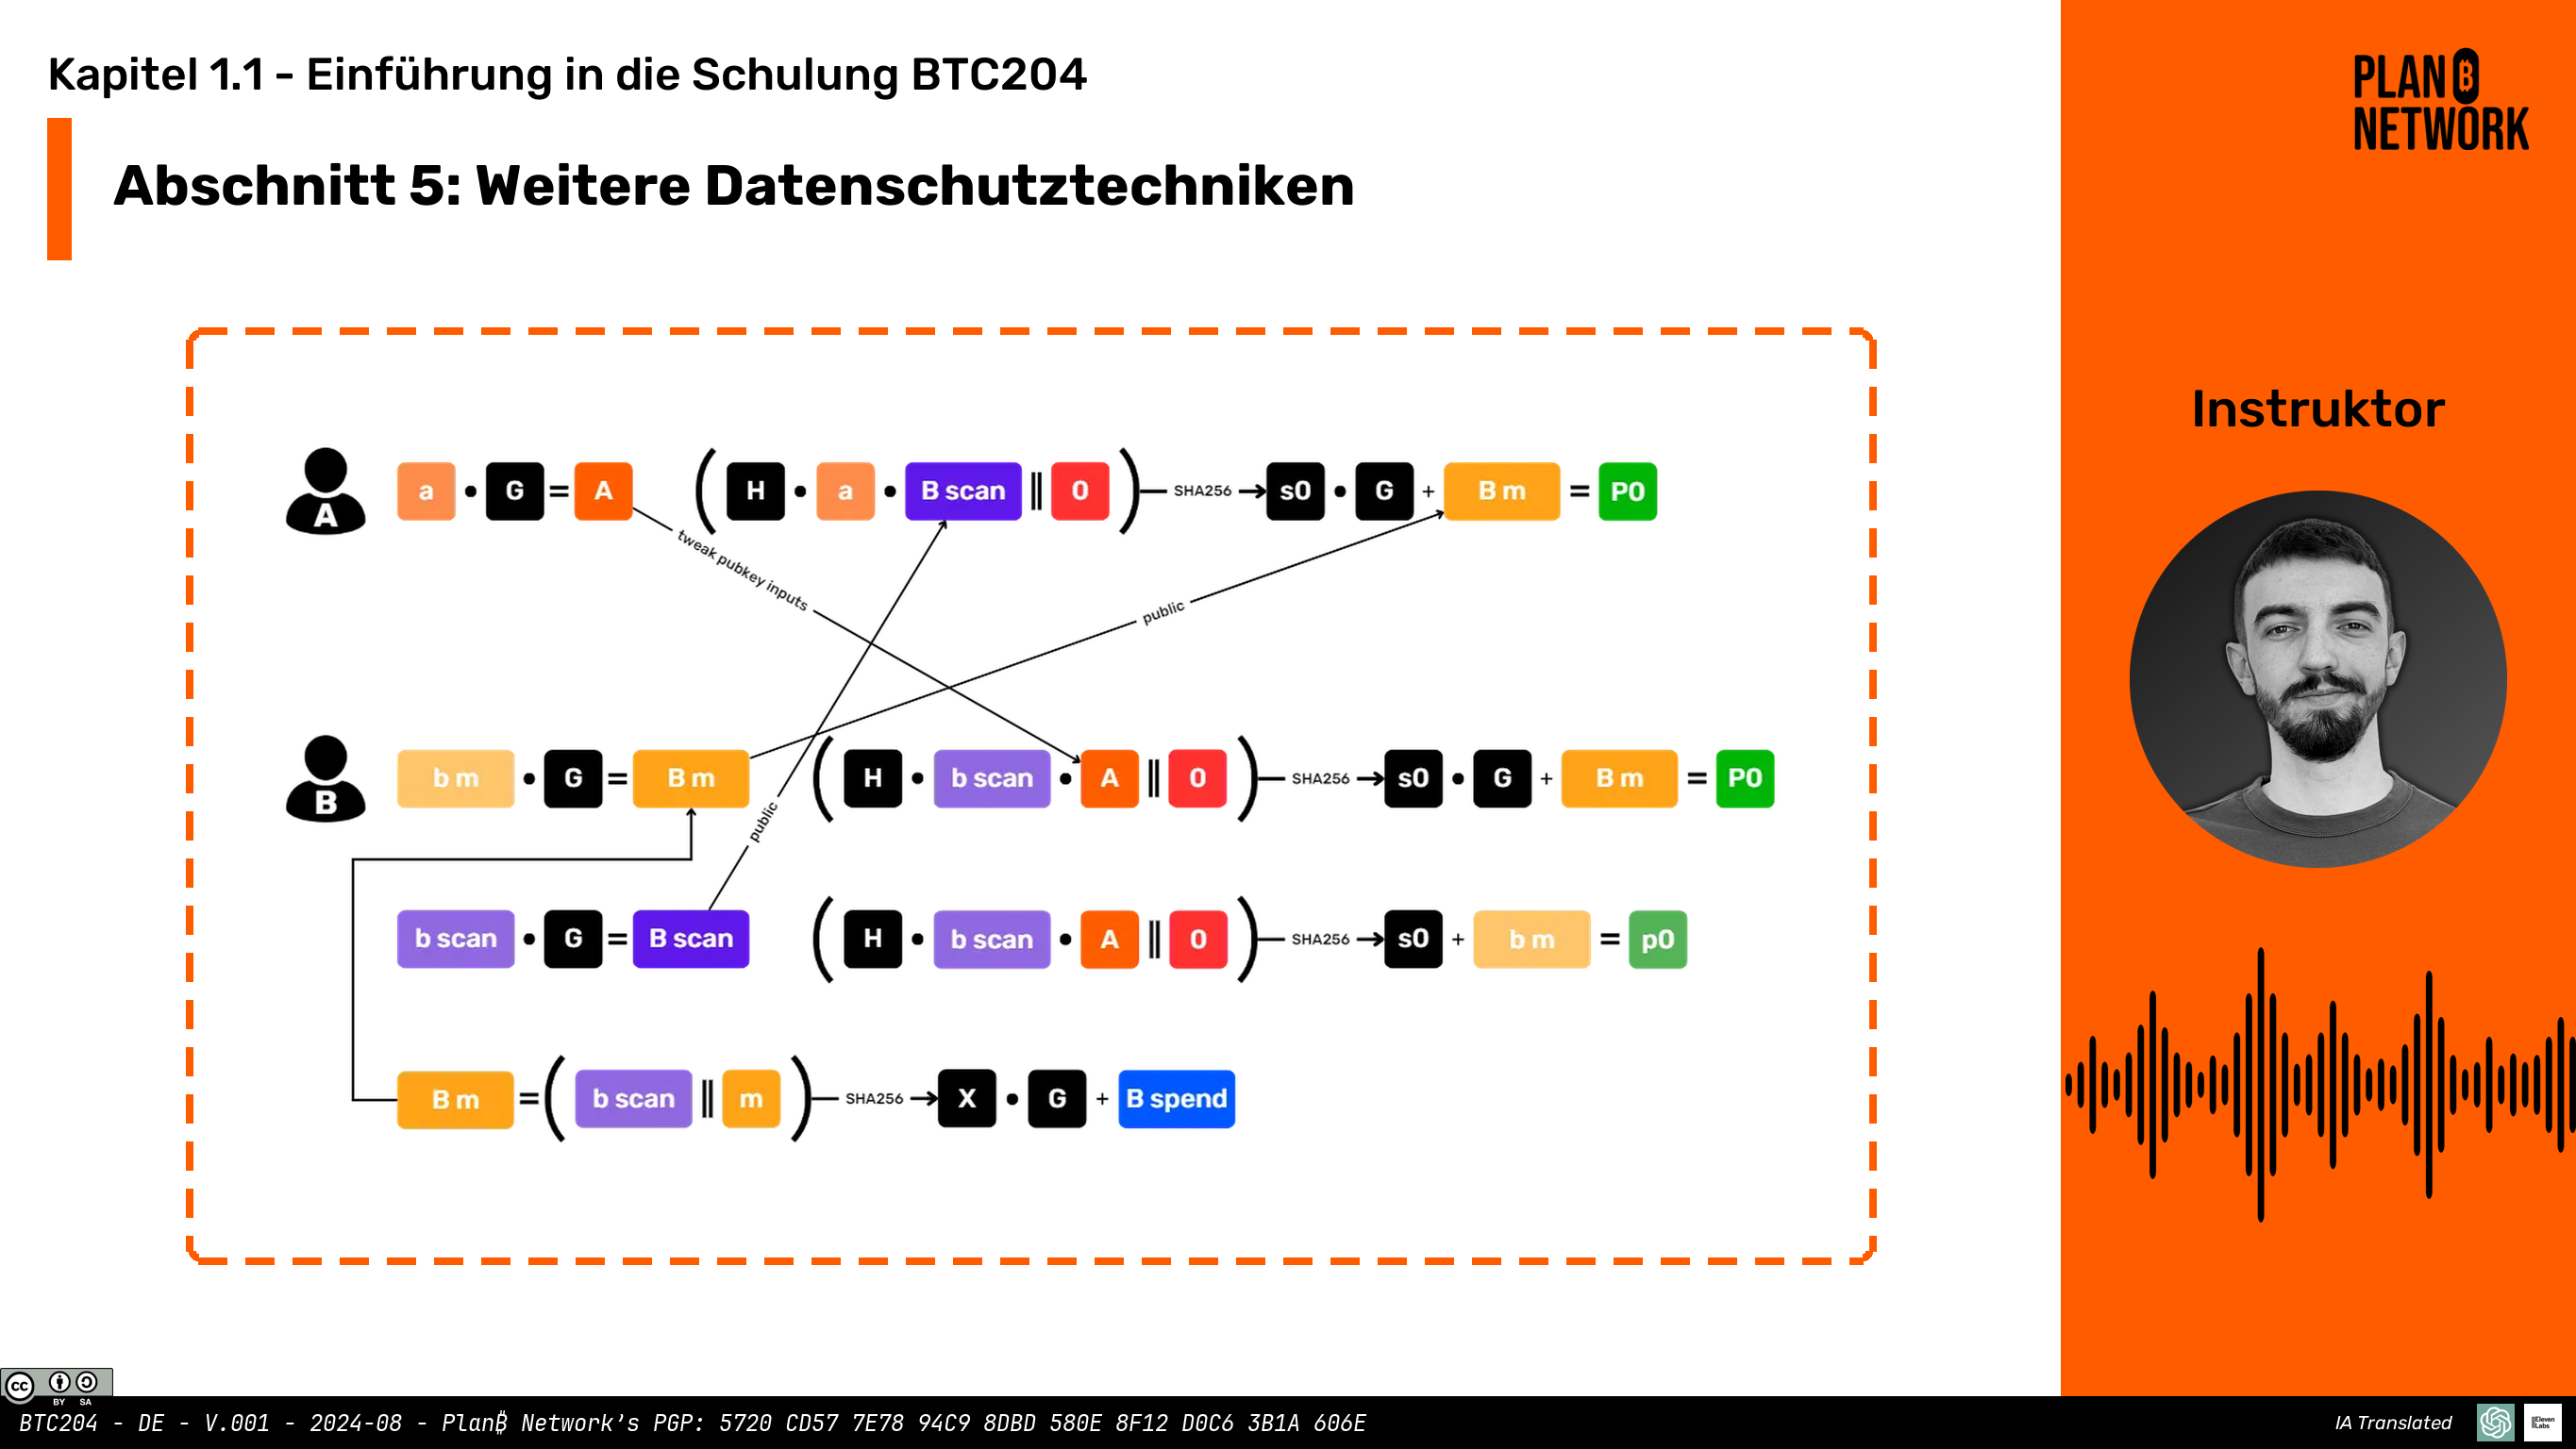 Kapitel 1.1 - Einführung in die Schulung BTC204
Abschnitt 5: Weitere Datenschutztechniken
PLAN ₿
NETWORK
Instruktor
A a • G = A ( H • a • B scan || 0 ) SHA256 → s0 • G + B m = P0
tweak pubkey inputs
public
B b m • G = B m ( H • b scan • A || 0 ) SHA256 → s0 • G + B m = P0
public
b scan • G = B scan ( H • b scan • A || 0 ) SHA256 → s0 + b m = p0
B m = ( b scan || m ) SHA256 → X • G + B spend
cc BY SA
BTC204 - DE - V.001 - 2024-08 - Plan₿ Network’s PGP: 5720 CD57 7E78 94C9 8DBD 580E 8F12 D0C6 3B1A 606E
IA Translated
ElevenLabs